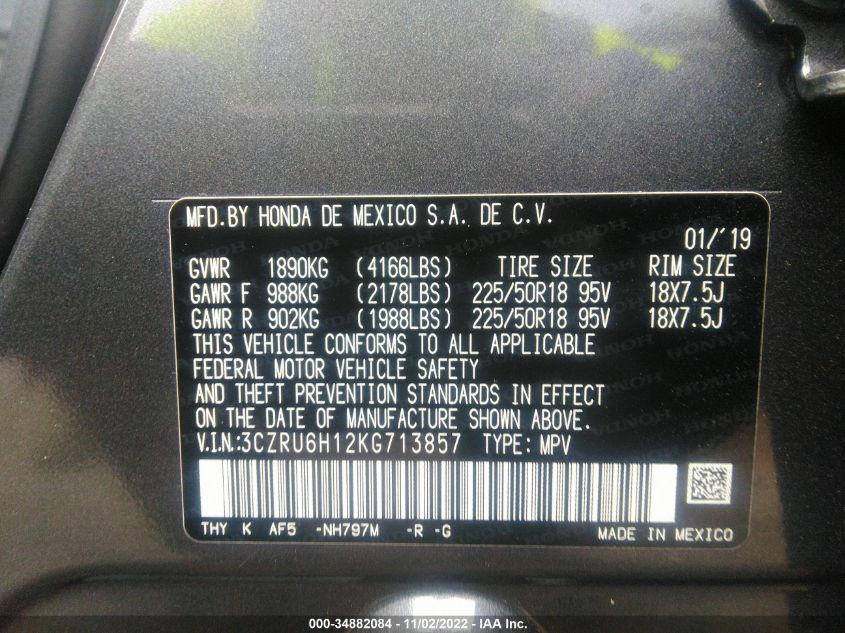 MFD.BY HONDA DE MEXICO S.A. DE C.V.
01/'19
GVWR 1890KG (4166LBS) TIRE SIZE RIM SIZE
GAWR F 988KG (2178LBS) 225/50R18 95V 18X7.5J
GAWR R 902KG (1988LBS) 225/50R18 95V 18X7.5J
THIS VEHICLE CONFORMS TO ALL APPLICABLE
FEDERAL MOTOR VEHICLE SAFETY
AND THEFT PREVENTION STANDARDS IN EFFECT
ON THE DATE OF MANUFACTURE SHOWN ABOVE.
V.I.N:3CZRU6H12KG713857 TYPE: MPV
THY K AF5 -NH797M -R -G MADE IN MEXICO
000-34882084 - 11/02/2022 - IAA Inc.